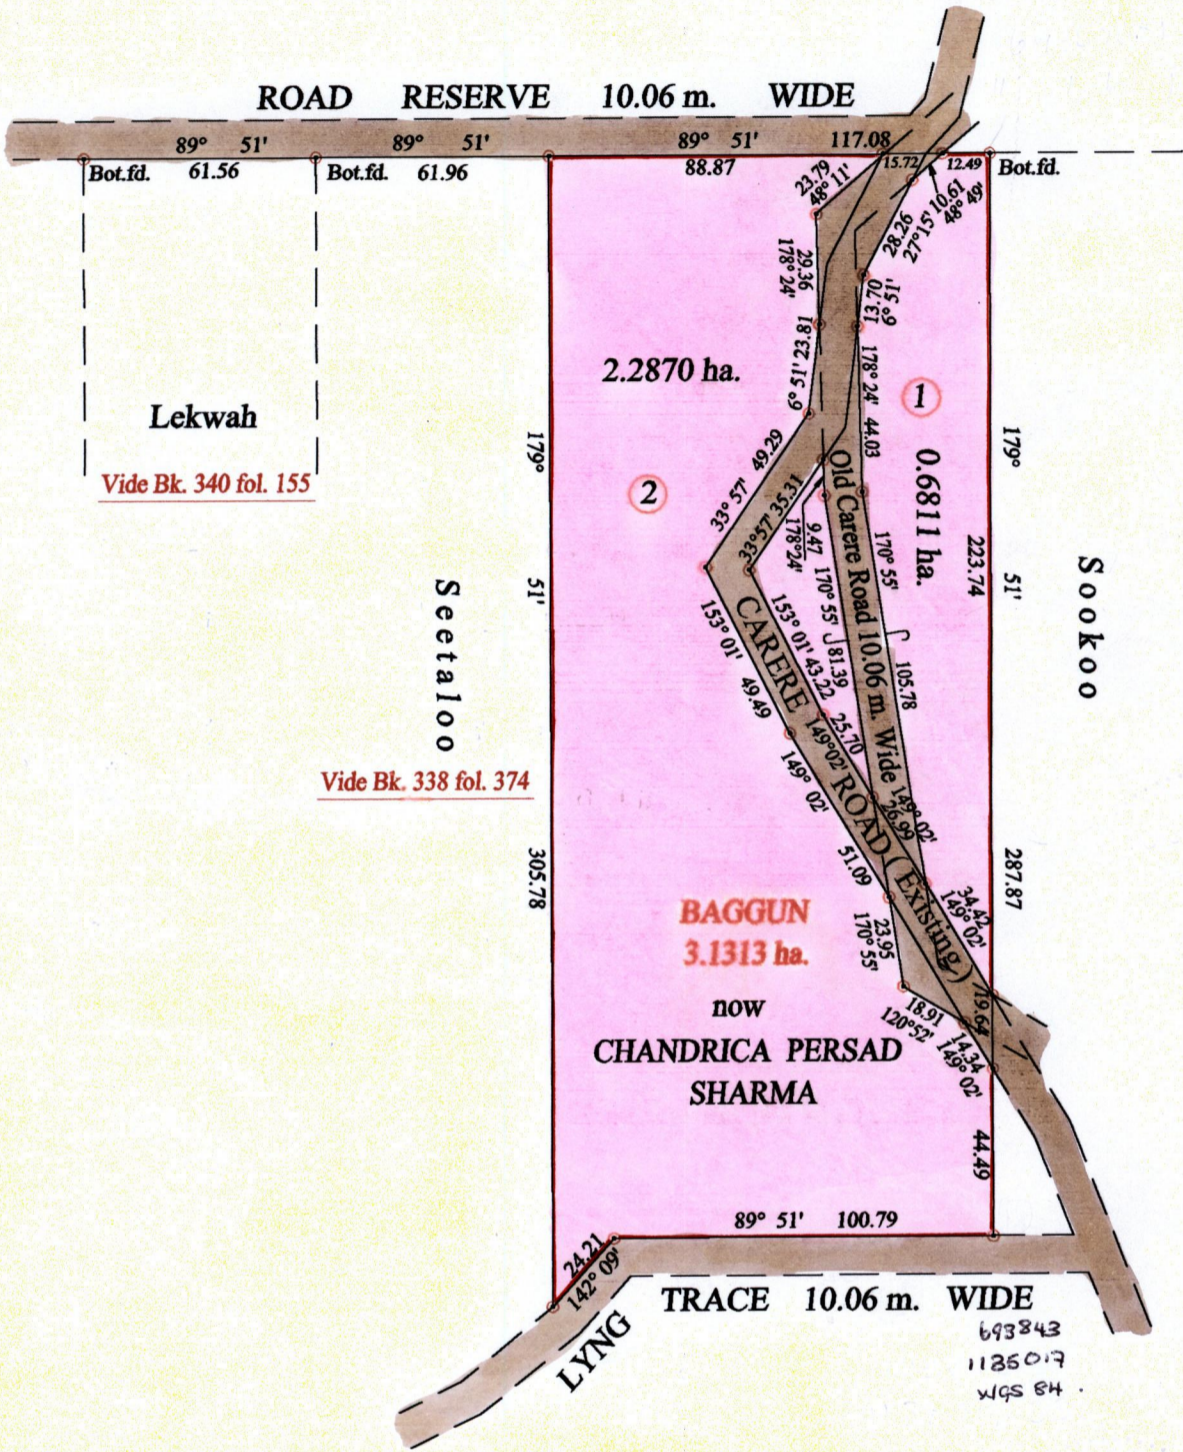 ROAD RESERVE 10.06 m. WIDE
89° 51' 89° 51' 89° 51' 117.08
Bot.fd. 61.56 Bot.fd. 61.96 88.87 15.72 12.49 Bot.fd.
23.79
48° 11'
10.61
48° 49'
28.26
27°15'
29.36
178° 24'
6° 51'
13.70
6° 51' 23.81
178° 24' 44.03
2.2870 ha.
1
0.6811 ha.
Lekwah
Vide Bk. 340 fol. 155
2
179° 51'
305.78
179° 51'
223.74
287.87
33° 57' 49.29
33°57' 35.31
9.47
178°24'
Old Carere Road 10.06 m. Wide
170° 55'
105.78
170° 55' 81.39
Seetaloo
Sookoo
Vide Bk. 338 fol. 374
CARERE ROAD (Existing)
153° 01' 49.49
153° 01' 43.22
25.70
149°02'
149° 02'
26.99
149° 02' 51.09
34.42
149° 02'
23.95
170° 55'
BAGGUN
3.1313 ha.
now
CHANDRICA PERSAD
SHARMA
18.91
120°52'
19.64
14.34
149° 02'
44.49
89° 51' 100.79
24.21
142° 09'
LYNG TRACE 10.06 m. WIDE
693843
1135017
WGS 84 .